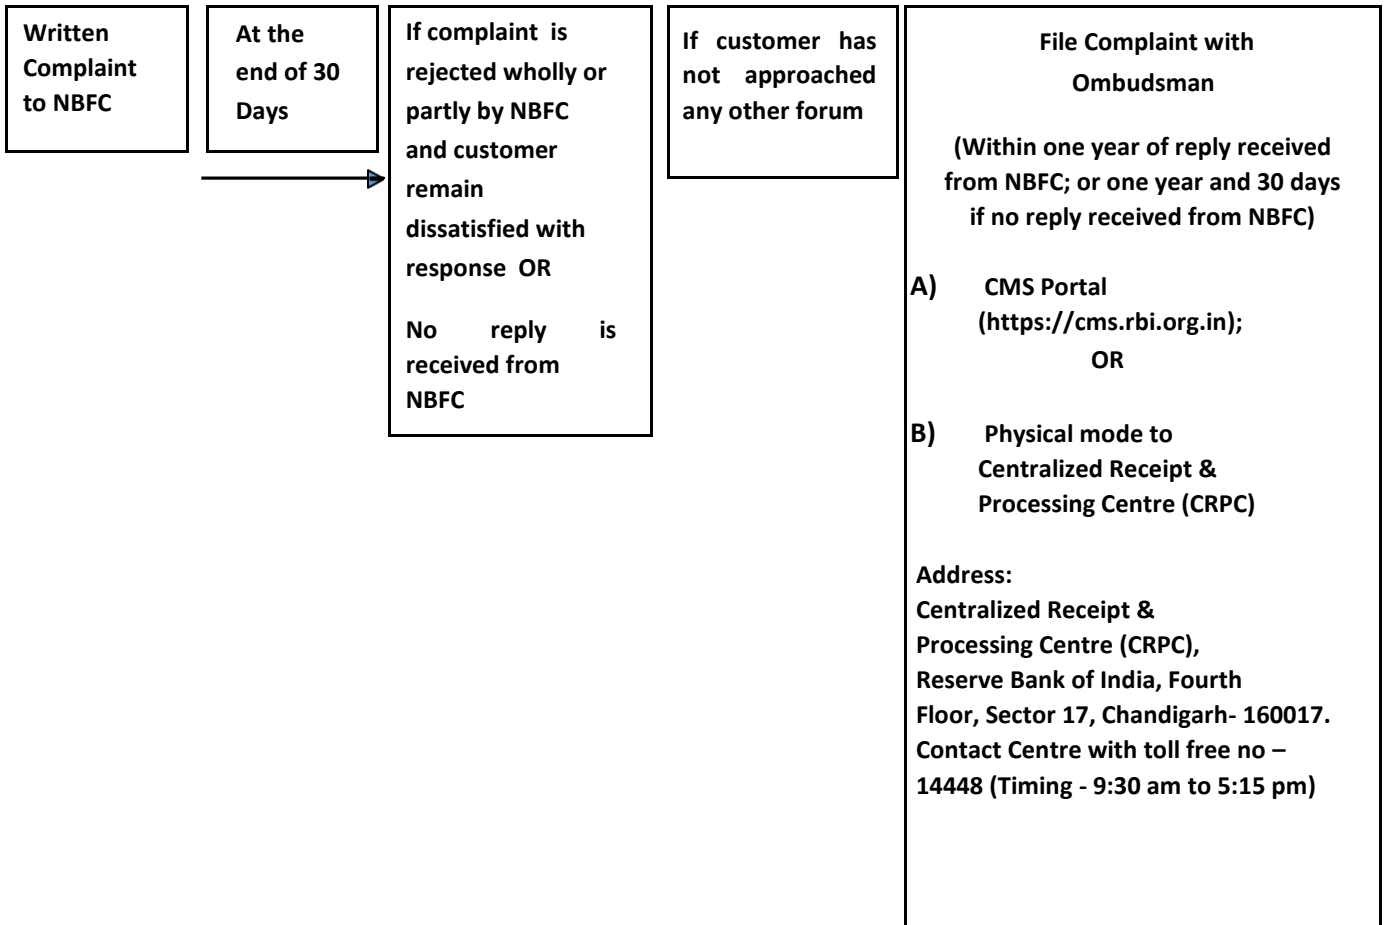 Written
Complaint
to NBFC
At the
end of 30
Days
If complaint is
rejected wholly or
partly by NBFC
and customer
remain
dissatisfied with
response OR
No reply is
received from
NBFC
If customer has
not approached
any other forum
File Complaint with
Ombudsman
(Within one year of reply received
from NBFC; or one year and 30 days
if no reply received from NBFC)
A) CMS Portal
(https://cms.rbi.org.in);
OR
B) Physical mode to
Centralized Receipt &
Processing Centre (CRPC)
Address:
Centralized Receipt &
Processing Centre (CRPC),
Reserve Bank of India, Fourth
Floor, Sector 17, Chandigarh- 160017.
Contact Centre with toll free no –
14448 (Timing - 9:30 am to 5:15 pm)